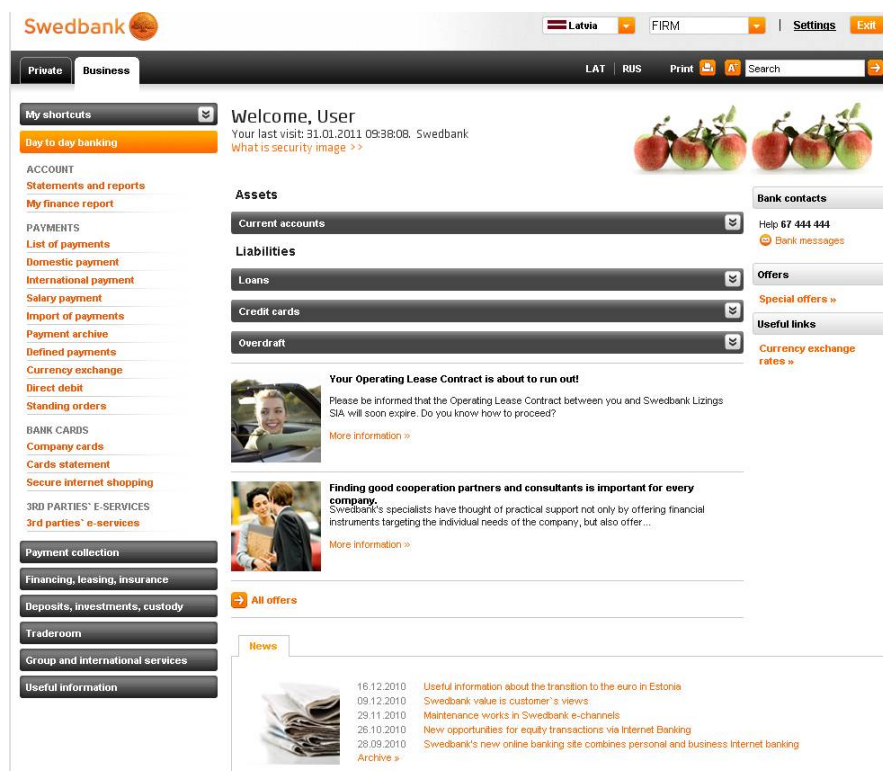 Swedbank
Latvia
FIRM
Settings
Exit
Private
Business
LAT
RUS
Print
A
Search
My shortcuts
Day to day banking
ACCOUNT
Statements and reports
My finance report
PAYMENTS
List of payments
Domestic payment
International payment
Salary payment
Import of payments
Payment archive
Defined payments
Currency exchange
Direct debit
Standing orders
BANK CARDS
Company cards
Cards statement
Secure internet shopping
3RD PARTIES` E-SERVICES
3rd parties` e-services
Payment collection
Financing, leasing, insurance
Deposits, investments, custody
Traderoom
Group and international services
Useful information
Welcome, User
Your last visit: 31.01.2011 09:38:08. Swedbank
What is security image >>
Assets
Current accounts
Liabilities
Loans
Credit cards
Overdraft
Your Operating Lease Contract is about to run out!
Please be informed that the Operating Lease Contract between you and Swedbank Lizings
SIA will soon expire. Do you know how to proceed?
More information »
Finding good cooperation partners and consultants is important for every
company.
Swedbank's specialists have thought of practical support not only by offering financial
instruments targeting the individual needs of the company, but also offer...
More information »
All offers
News
16.12.2010 Useful information about the transition to the euro in Estonia
09.12.2010 Swedbank value is customer`s views
29.11.2010 Maintenance works in Swedbank e-channels
26.10.2010 New opportunities for equity transactions via Internet Banking
28.09.2010 Swedbank's new online banking site combines personal and business Internet banking
Archive »
Bank contacts
Help 67 444 444
Bank messages
Offers
Special offers »
Useful links
Currency exchange
rates »